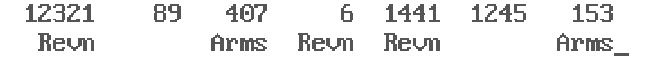 12321 89 407 6 1441 1245 153
Revn Arms Revn Revn Arms_